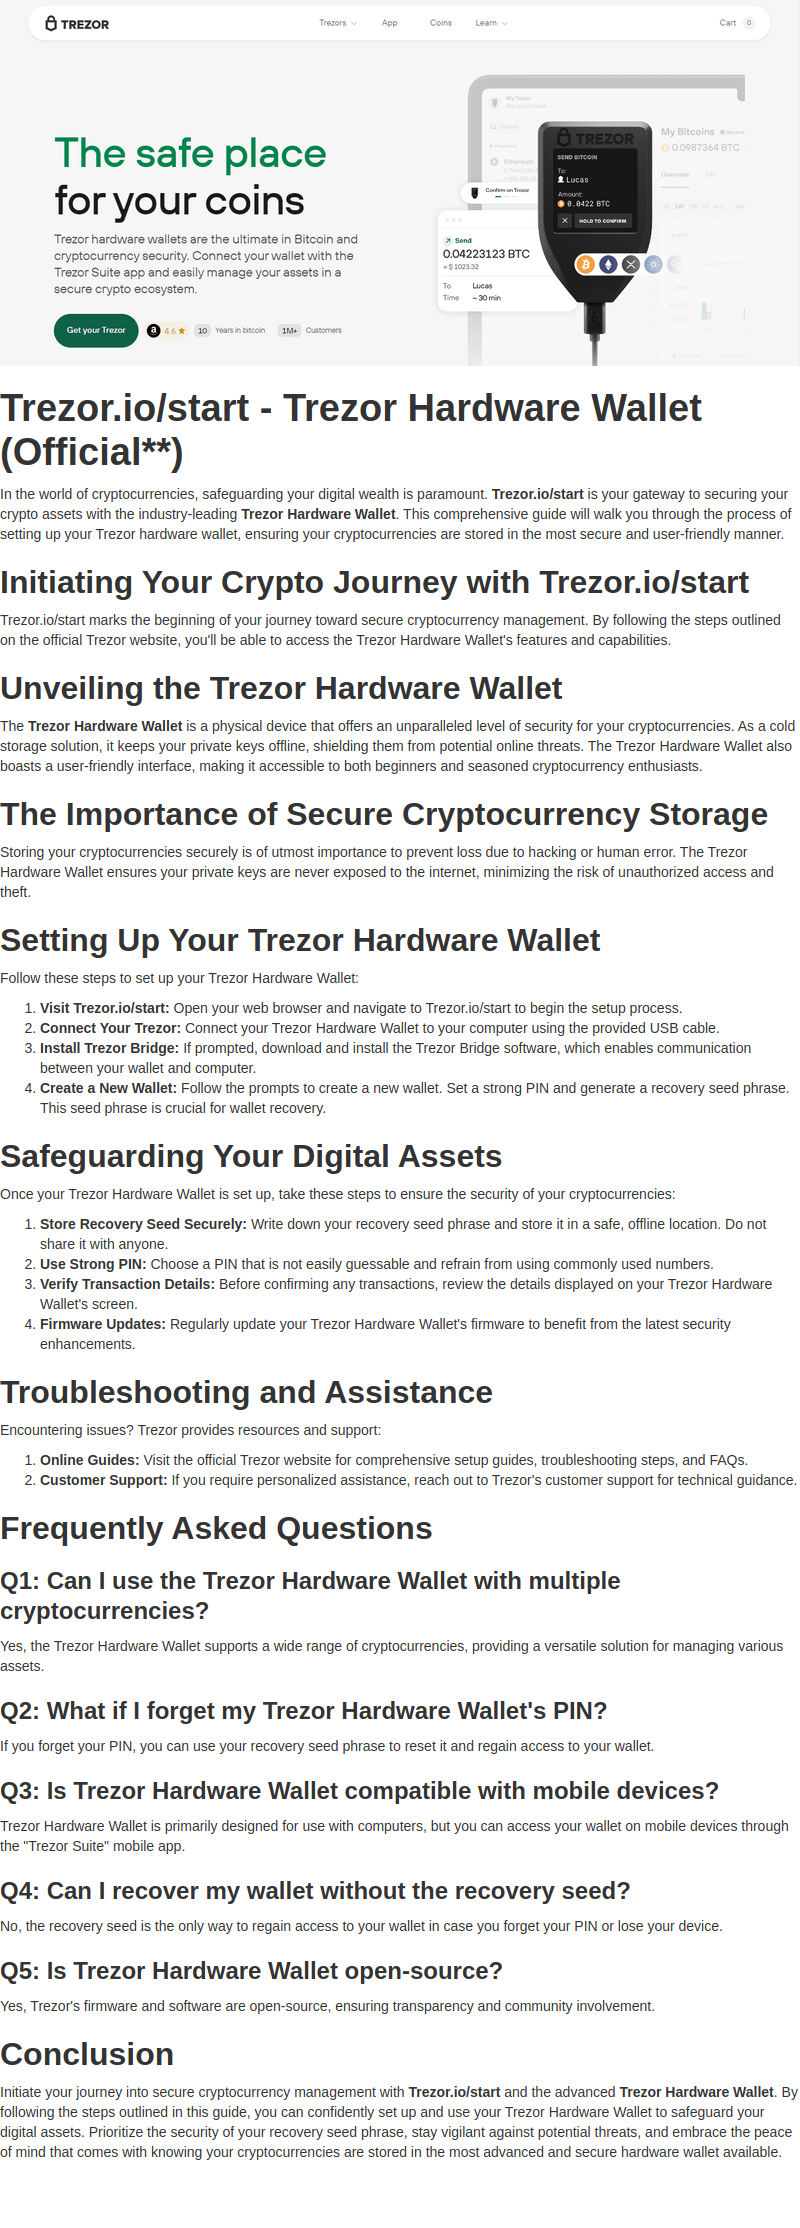 TREZOR
Trezors
App
Coins
Learn
Cart
0
The safe place
for your coins
Trezor hardware wallets are the ultimate in Bitcoin and
cryptocurrency security. Connect your wallet with the
Trezor Suite app and easily manage your assets in a
secure crypto ecosystem.
Get your Trezor
4.6
10
Years in bitcoin
1M+
Customers
My Trezor
Search
Ethereum
Confirm on Trezor
Send
0.04223123 BTC
≈ $ 1023.32
To Lucas
Time ~ 30 min
TREZOR
SEND BITCOIN
To:
Lucas
Amount:
0.0422 BTC
HOLD TO CONFIRM
My Bitcoins
0.0987364 BTC
Overview
Info
Trezor.io/start - Trezor Hardware Wallet
(Official**)
In the world of cryptocurrencies, safeguarding your digital wealth is paramount. Trezor.io/start is your gateway to securing your
crypto assets with the industry-leading Trezor Hardware Wallet. This comprehensive guide will walk you through the process of
setting up your Trezor hardware wallet, ensuring your cryptocurrencies are stored in the most secure and user-friendly manner.
Initiating Your Crypto Journey with Trezor.io/start
Trezor.io/start marks the beginning of your journey toward secure cryptocurrency management. By following the steps outlined
on the official Trezor website, you'll be able to access the Trezor Hardware Wallet's features and capabilities.
Unveiling the Trezor Hardware Wallet
The Trezor Hardware Wallet is a physical device that offers an unparalleled level of security for your cryptocurrencies. As a cold
storage solution, it keeps your private keys offline, shielding them from potential online threats. The Trezor Hardware Wallet also
boasts a user-friendly interface, making it accessible to both beginners and seasoned cryptocurrency enthusiasts.
The Importance of Secure Cryptocurrency Storage
Storing your cryptocurrencies securely is of utmost importance to prevent loss due to hacking or human error. The Trezor
Hardware Wallet ensures your private keys are never exposed to the internet, minimizing the risk of unauthorized access and
theft.
Setting Up Your Trezor Hardware Wallet
Follow these steps to set up your Trezor Hardware Wallet:
1. Visit Trezor.io/start: Open your web browser and navigate to Trezor.io/start to begin the setup process.
2. Connect Your Trezor: Connect your Trezor Hardware Wallet to your computer using the provided USB cable.
3. Install Trezor Bridge: If prompted, download and install the Trezor Bridge software, which enables communication
between your wallet and computer.
4. Create a New Wallet: Follow the prompts to create a new wallet. Set a strong PIN and generate a recovery seed phrase.
This seed phrase is crucial for wallet recovery.
Safeguarding Your Digital Assets
Once your Trezor Hardware Wallet is set up, take these steps to ensure the security of your cryptocurrencies:
1. Store Recovery Seed Securely: Write down your recovery seed phrase and store it in a safe, offline location. Do not
share it with anyone.
2. Use Strong PIN: Choose a PIN that is not easily guessable and refrain from using commonly used numbers.
3. Verify Transaction Details: Before confirming any transactions, review the details displayed on your Trezor Hardware
Wallet's screen.
4. Firmware Updates: Regularly update your Trezor Hardware Wallet's firmware to benefit from the latest security
enhancements.
Troubleshooting and Assistance
Encountering issues? Trezor provides resources and support:
1. Online Guides: Visit the official Trezor website for comprehensive setup guides, troubleshooting steps, and FAQs.
2. Customer Support: If you require personalized assistance, reach out to Trezor's customer support for technical guidance.
Frequently Asked Questions
Q1: Can I use the Trezor Hardware Wallet with multiple
cryptocurrencies?
Yes, the Trezor Hardware Wallet supports a wide range of cryptocurrencies, providing a versatile solution for managing various
assets.
Q2: What if I forget my Trezor Hardware Wallet's PIN?
If you forget your PIN, you can use your recovery seed phrase to reset it and regain access to your wallet.
Q3: Is Trezor Hardware Wallet compatible with mobile devices?
Trezor Hardware Wallet is primarily designed for use with computers, but you can access your wallet on mobile devices through
the "Trezor Suite" mobile app.
Q4: Can I recover my wallet without the recovery seed?
No, the recovery seed is the only way to regain access to your wallet in case you forget your PIN or lose your device.
Q5: Is Trezor Hardware Wallet open-source?
Yes, Trezor's firmware and software are open-source, ensuring transparency and community involvement.
Conclusion
Initiate your journey into secure cryptocurrency management with Trezor.io/start and the advanced Trezor Hardware Wallet. By
following the steps outlined in this guide, you can confidently set up and use your Trezor Hardware Wallet to safeguard your
digital assets. Prioritize the security of your recovery seed phrase, stay vigilant against potential threats, and embrace the peace
of mind that comes with knowing your cryptocurrencies are stored in the most advanced and secure hardware wallet available.